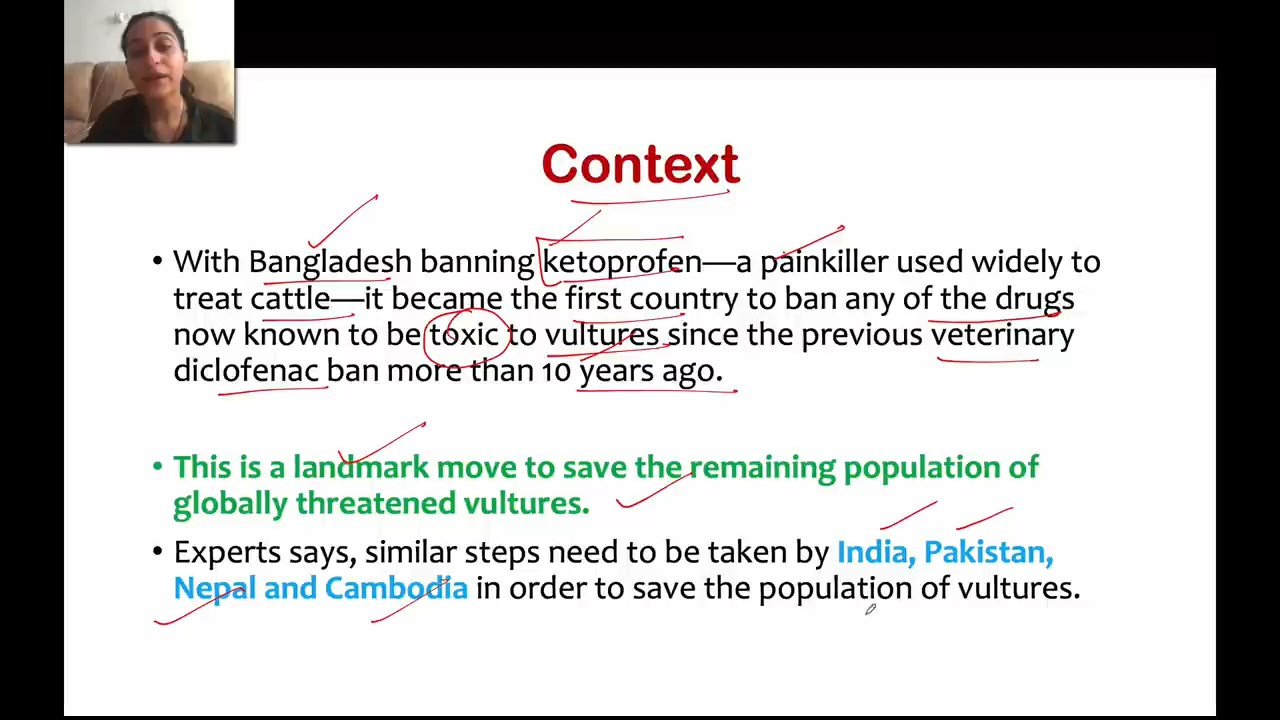 Context
• With Bangladesh banning ketoprofen—a painkiller used widely to
treat cattle—it became the first country to ban any of the drugs
now known to be toxic to vultures since the previous veterinary
diclofenac ban more than 10 years ago.
• This is a landmark move to save the remaining population of
globally threatened vultures.
• Experts says, similar steps need to be taken by India, Pakistan,
Nepal and Cambodia in order to save the population of vultures.